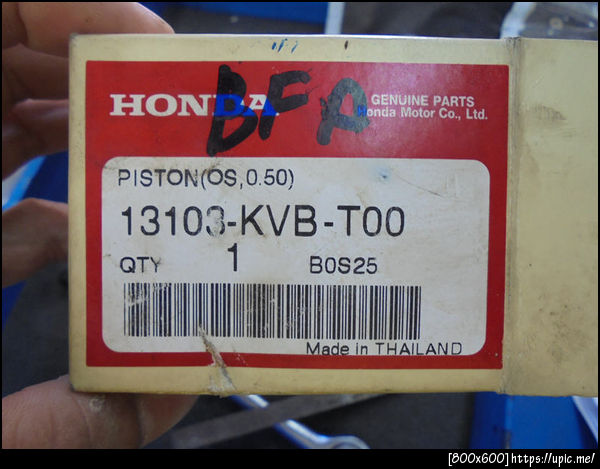 HONDA
GENUINE PARTS
Honda Motor Co., Ltd.
BFA
PISTON(OS,0.50)
13103-KVB-T00
QTY 1 B0S25
Made in THAILAND
[800x600]https://upic.me/